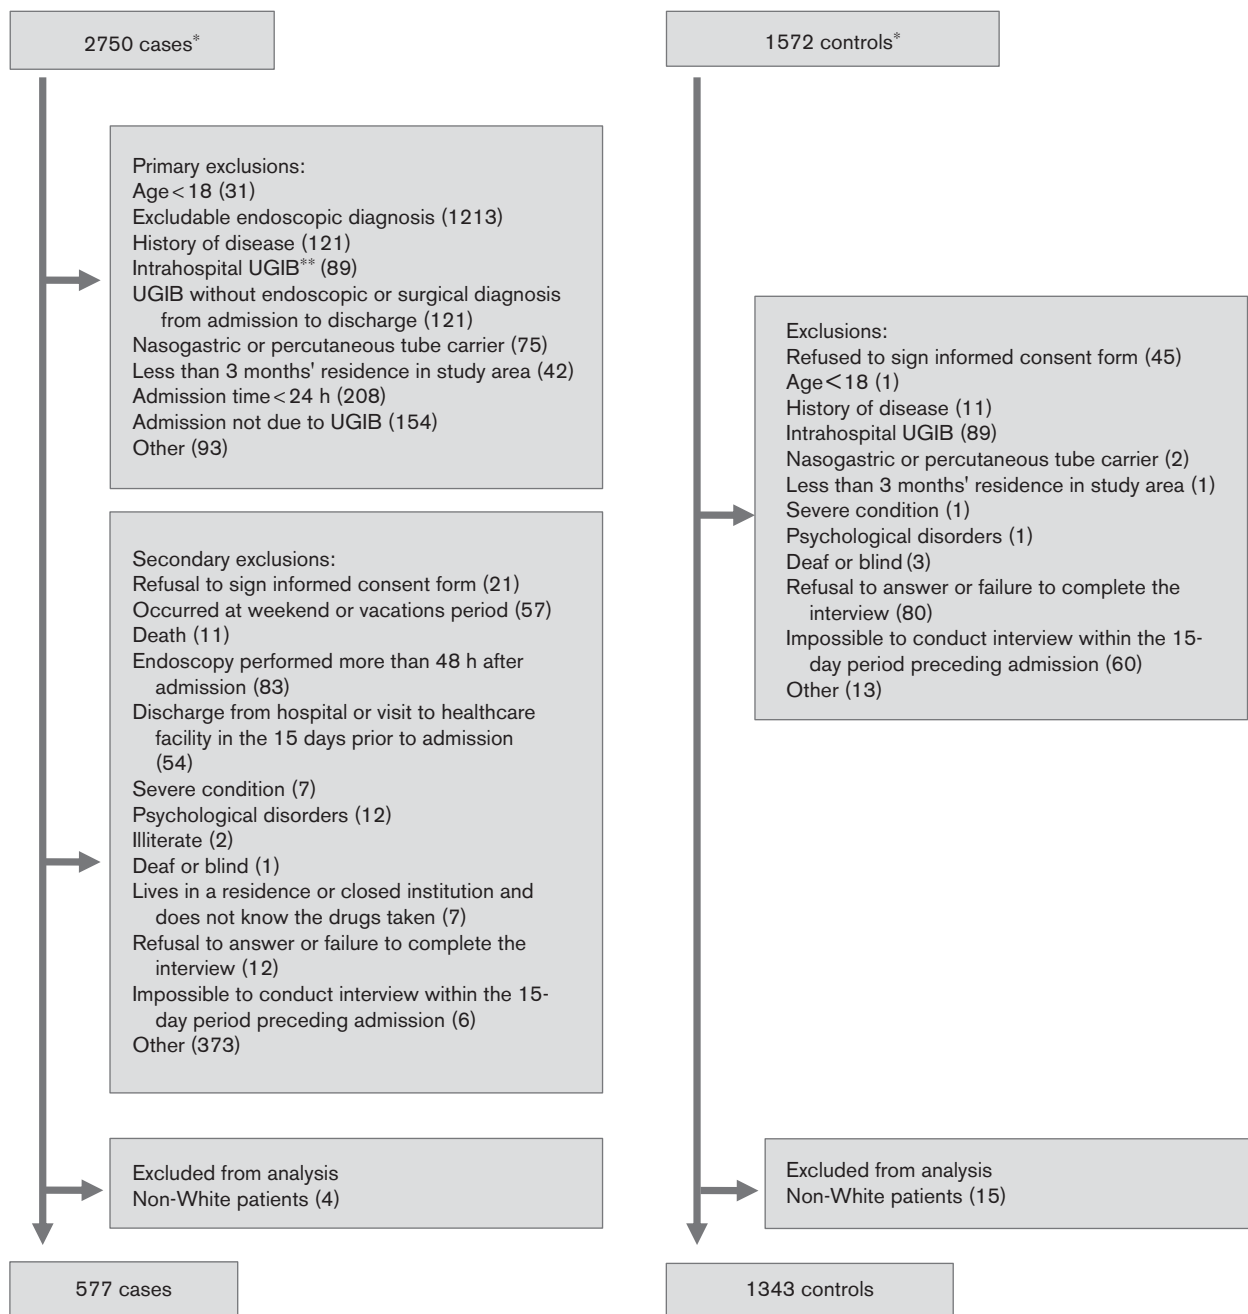 2750 cases*
Primary exclusions:
Age<18 (31)
Excludable endoscopic diagnosis (1213)
History of disease (121)
Intrahospital UGIB** (89)
UGIB without endoscopic or surgical diagnosis
from admission to discharge (121)
Nasogastric or percutaneous tube carrier (75)
Less than 3 months' residence in study area (42)
Admission time<24 h (208)
Admission not due to UGIB (154)
Other (93)
Secondary exclusions:
Refusal to sign informed consent form (21)
Occurred at weekend or vacations period (57)
Death (11)
Endoscopy performed more than 48 h after
admission (83)
Discharge from hospital or visit to healthcare
facility in the 15 days prior to admission
(54)
Severe condition (7)
Psychological disorders (12)
Illiterate (2)
Deaf or blind (1)
Lives in a residence or closed institution and
does not know the drugs taken (7)
Refusal to answer or failure to complete the
interview (12)
Impossible to conduct interview within the 15-
day period preceding admission (6)
Other (373)
Excluded from analysis
Non-White patients (4)
577 cases
1572 controls*
Exclusions:
Refused to sign informed consent form (45)
Age<18 (1)
History of disease (11)
Intrahospital UGIB (89)
Nasogastric or percutaneous tube carrier (2)
Less than 3 months' residence in study area (1)
Severe condition (1)
Psychological disorders (1)
Deaf or blind (3)
Refusal to answer or failure to complete the
interview (80)
Impossible to conduct interview within the 15-
day period preceding admission (60)
Other (13)
Excluded from analysis
Non-White patients (15)
1343 controls